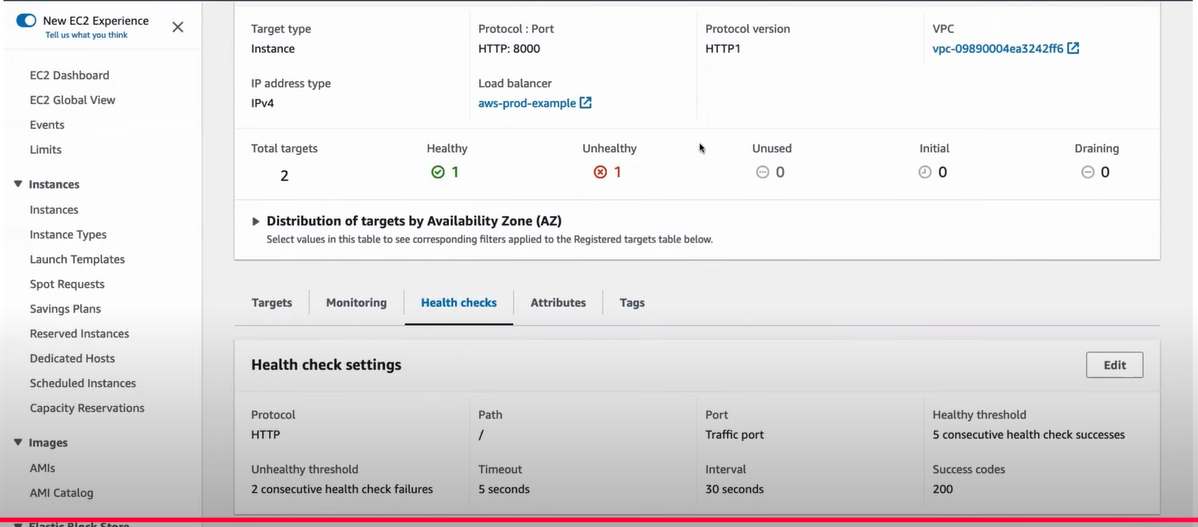 New EC2 Experience
Tell us what you think
EC2 Dashboard
EC2 Global View
Events
Limits
Instances
Instances
Instance Types
Launch Templates
Spot Requests
Savings Plans
Reserved Instances
Dedicated Hosts
Scheduled Instances
Capacity Reservations
Images
AMIs
AMI Catalog
Elastic Block Store
Target type
Instance
Protocol : Port
HTTP: 8000
Protocol version
HTTP1
VPC
vpc-09890004ea3242ff6
IP address type
IPv4
Load balancer
aws-prod-example
Total targets
2
Healthy
1
Unhealthy
1
Unused
0
Initial
0
Draining
0
Distribution of targets by Availability Zone (AZ)
Select values in this table to see corresponding filters applied to the Registered targets table below.
Targets
Monitoring
Health checks
Attributes
Tags
Health check settings
Edit
Protocol
HTTP
Path
/
Port
Traffic port
Healthy threshold
5 consecutive health check successes
Unhealthy threshold
2 consecutive health check failures
Timeout
5 seconds
Interval
30 seconds
Success codes
200